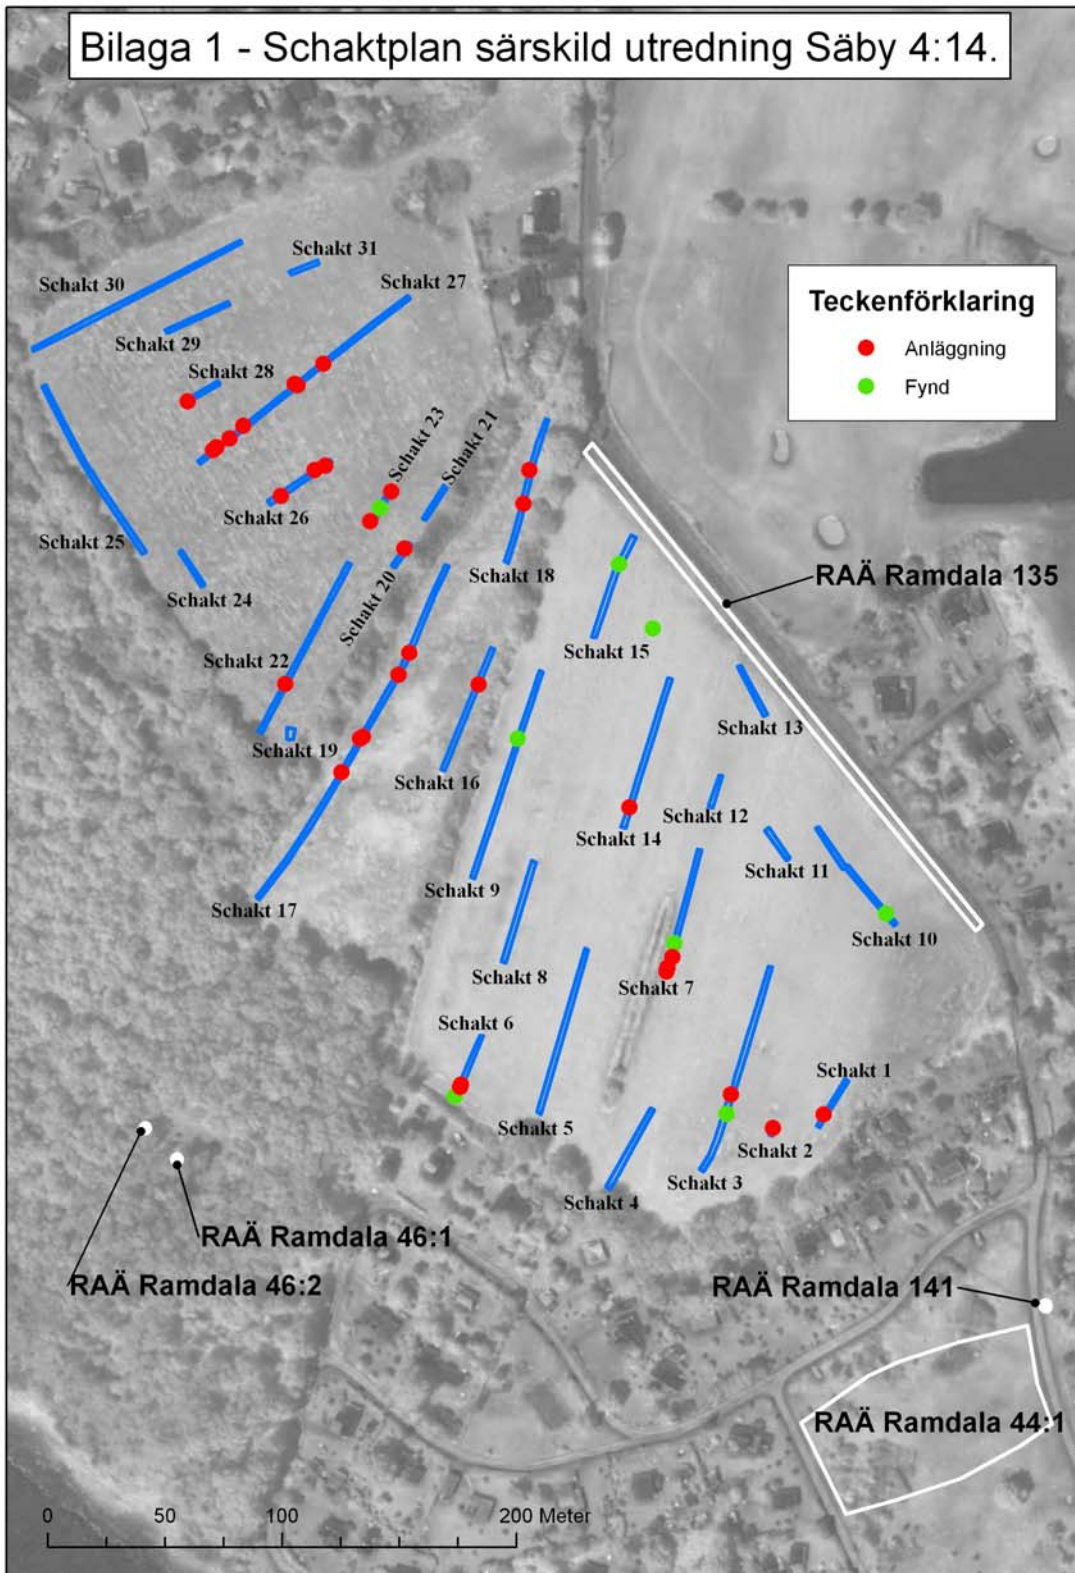 Bilaga 1 - Schaktplan särskild utredning Säby 4:14.
Schakt 31
Schakt 30
Schakt 27
Schakt 29
Schakt 28
Teckenförklaring
Anläggning
Fynd
Schakt 23
Schakt 21
Schakt 26
Schakt 25
Schakt 24
Schakt 20
Schakt 18
RAÄ Ramdala 135
Schakt 15
Schakt 22
Schakt 13
Schakt 19
Schakt 16
Schakt 12
Schakt 14
Schakt 11
Schakt 9
Schakt 17
Schakt 10
Schakt 8
Schakt 7
Schakt 6
Schakt 1
Schakt 5
Schakt 2
Schakt 3
Schakt 4
RAÄ Ramdala 46:1
RAÄ Ramdala 46:2
RAÄ Ramdala 141
RAÄ Ramdala 44:1
0 50 100 200 Meter